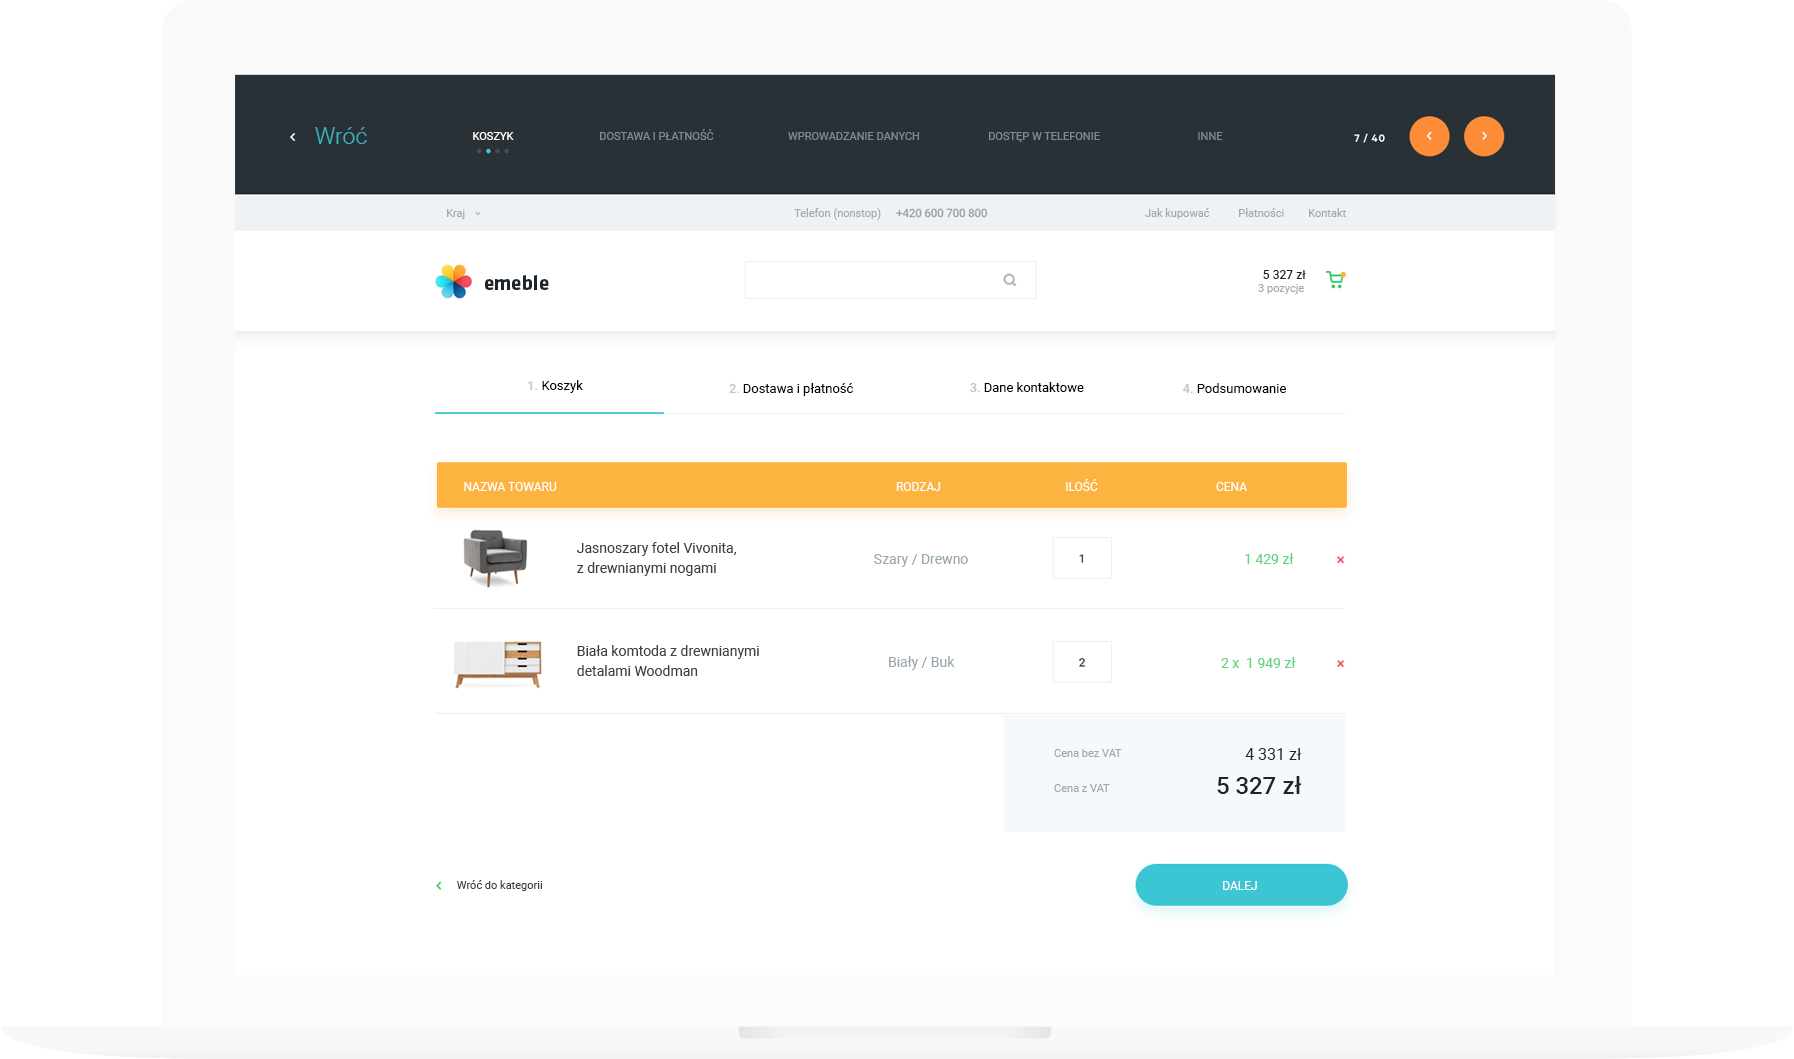 Wróć
KOSZYK
DOSTAWA I PŁATNOŚĆ
WPROWADZANIE DANYCH
DOSTĘP W TELEFONIE
INNE
7 / 40
Kraj
Telefon (nonstop) +420 600 700 800
Jak kupować
Płatności
Kontakt
emeble
5 327 zł
3 pozycje
1. Koszyk
2. Dostawa i płatność
3. Dane kontaktowe
4. Podsumowanie
NAZWA TOWARU
RODZAJ
ILOŚĆ
CENA
Jasnoszary fotel Vivonita,
z drewnianymi nogami
Szary / Drewno
1
1 429 zł
Biała komtoda z drewnianymi
detalami Woodman
Biały / Buk
2
2 x 1 949 zł
Cena bez VAT
4 331 zł
Cena z VAT
5 327 zł
Wróć do kategorii
DALEJ